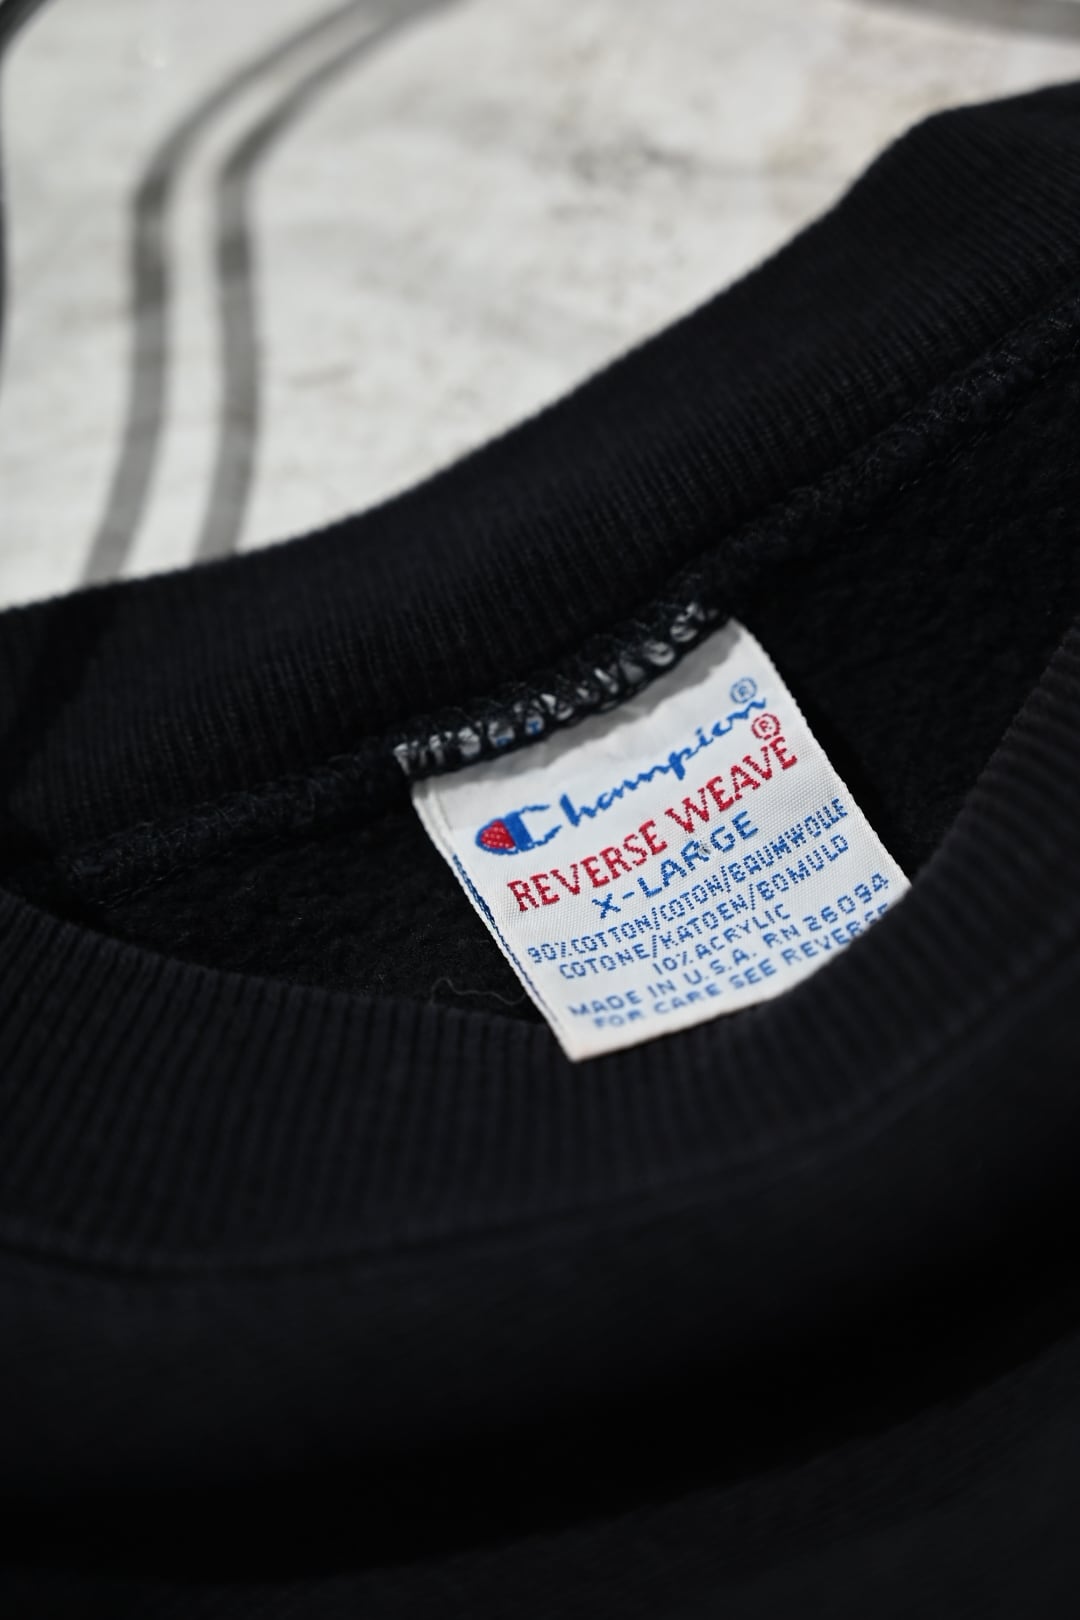 Champion®
REVERSE WEAVE®
X-LARGE
90%COTTON/COTON/BAUMWOLLE
COTONE/KATOEN/BOMULD
10%ACRYLIC
MADE IN U.S.A. RN 26094
FOR CARE SEE REVERSE